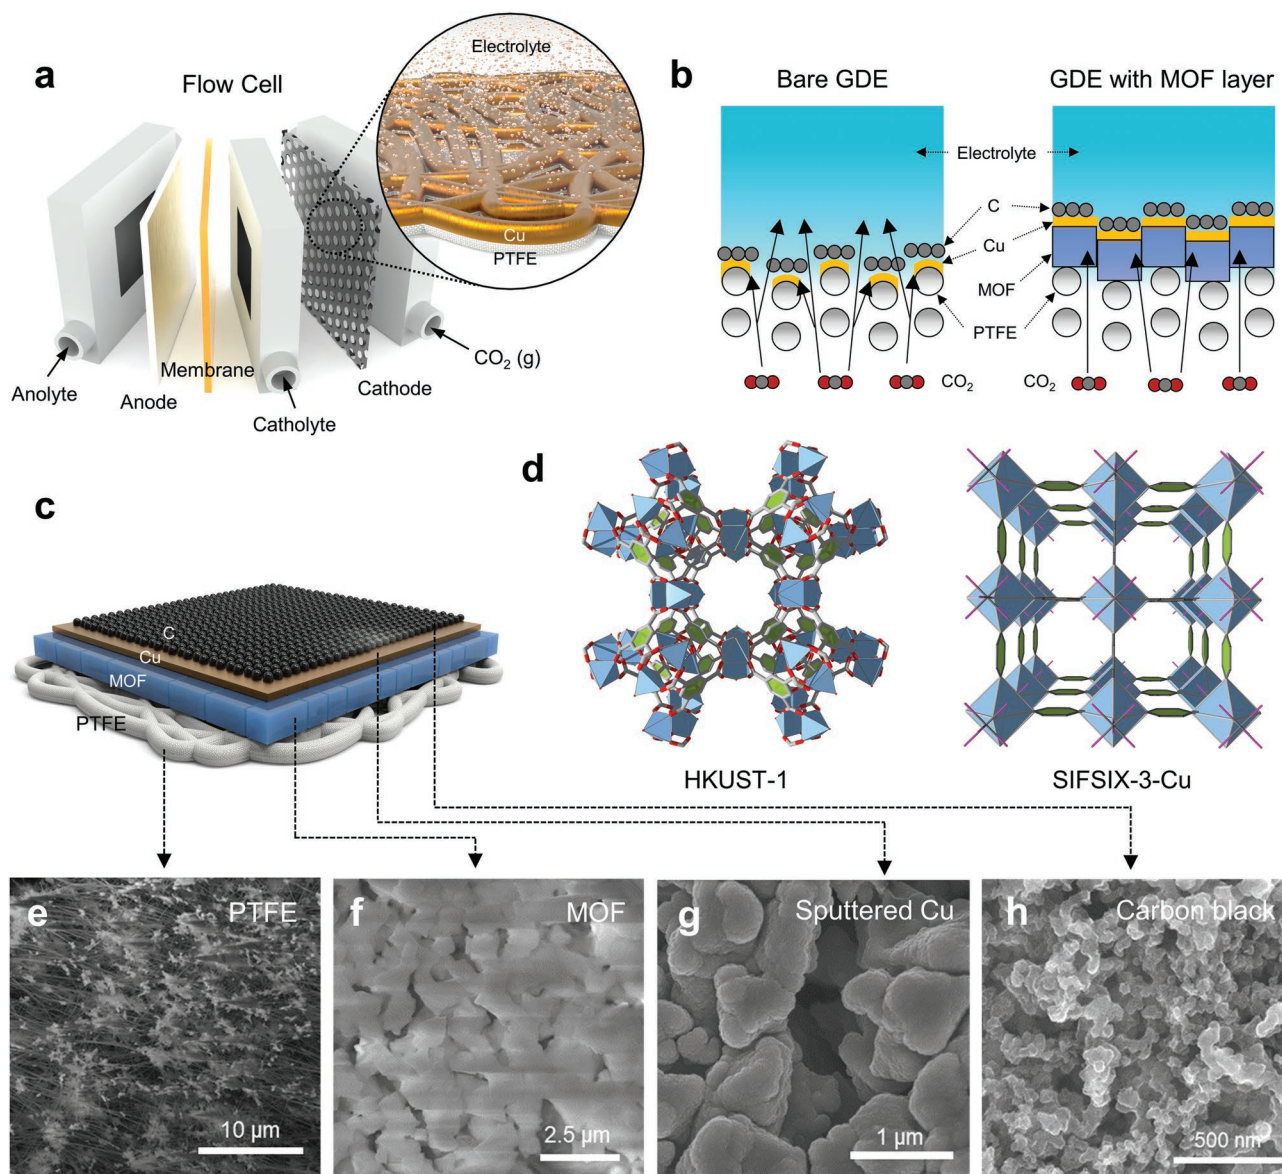 a
Flow Cell
Electrolyte
Cu
PTFE
Anolyte
Anode
Membrane
Catholyte
Cathode
CO₂ (g)
b
Bare GDE
GDE with MOF layer
Electrolyte
C
Cu
MOF
PTFE
CO₂
CO₂
c
C
Cu
MOF
PTFE
d
HKUST-1
SIFSIX-3-Cu
e
PTFE
10 µm
f
MOF
2.5 µm
g
Sputtered Cu
1 µm
h
Carbon black
500 nm